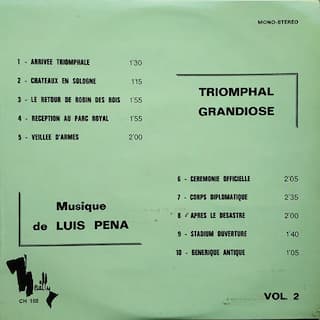 MONO-STÉRÉO
1 - ARRIVEE TRIOMPHALE 1'30
2 - CHATEAUX EN SOLOGNE 1'15
3 - LE RETOUR DE ROBIN DES BOIS 1'55
4 - RECEPTION AU PARC ROYAL 1'55
5 - VEILLEE D'ARMES 2'00
TRIOMPHAL
GRANDIOSE
6 - CEREMONIE OFFICIELLE 2'05
7 - CORPS DIPLOMATIQUE 2'35
8 - APRES LE DESASTRE 2'00
9 - STADIUM OUVERTURE 1'40
10 - GENERIQUE ANTIQUE 1'05
Musique
de LUIS PENA
CH 102
VOL. 2